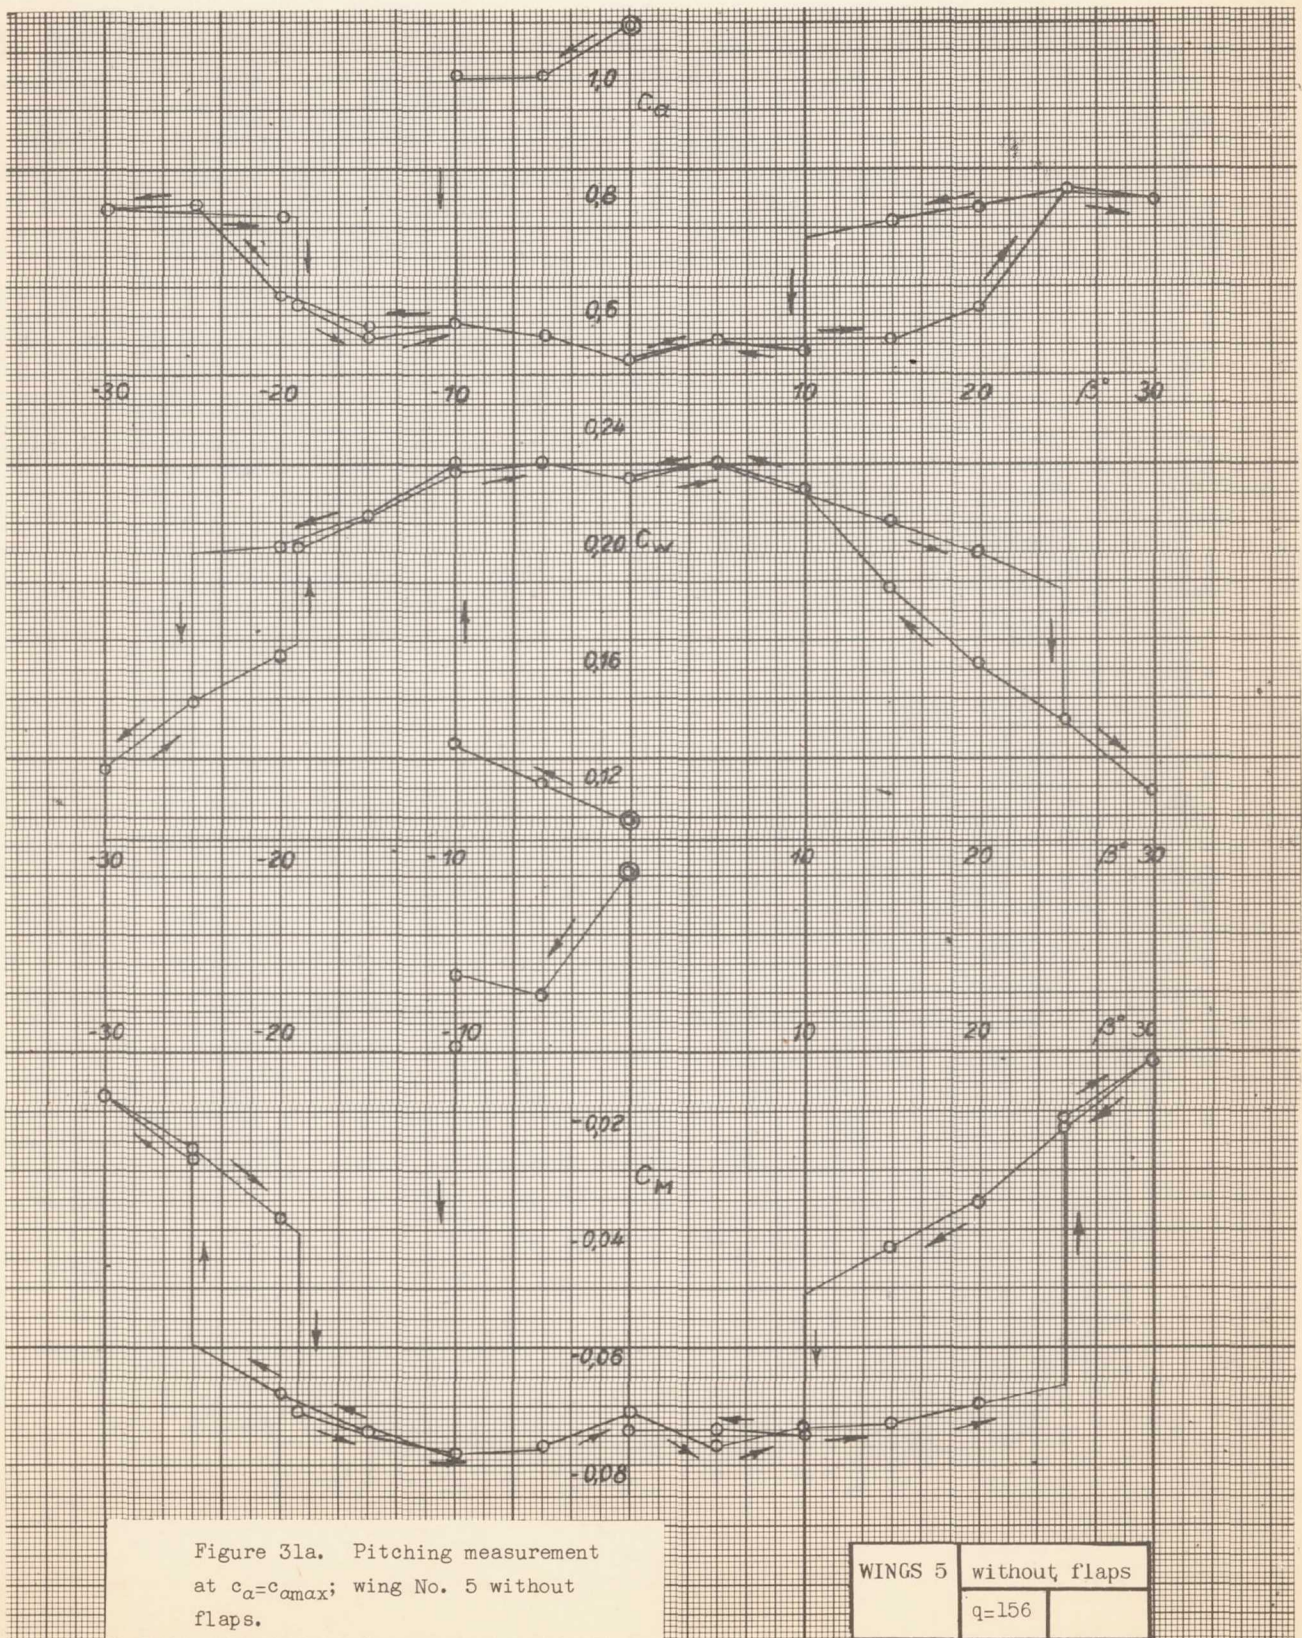 1,0
Ca
0,8
0,6
-30 -20 -10 10 20 β° 30
0,24
0,20 Cw
0,16
0,12
-30 -20 -10 10 20 β° 30
-30 -20 -10 10 20 β° 30
-0,02
CM
-0,04
-0,06
-0,08
Figure 31a. Pitching measurement
at ca=camax; wing No. 5 without
flaps.
WINGS 5 without flaps
q=156